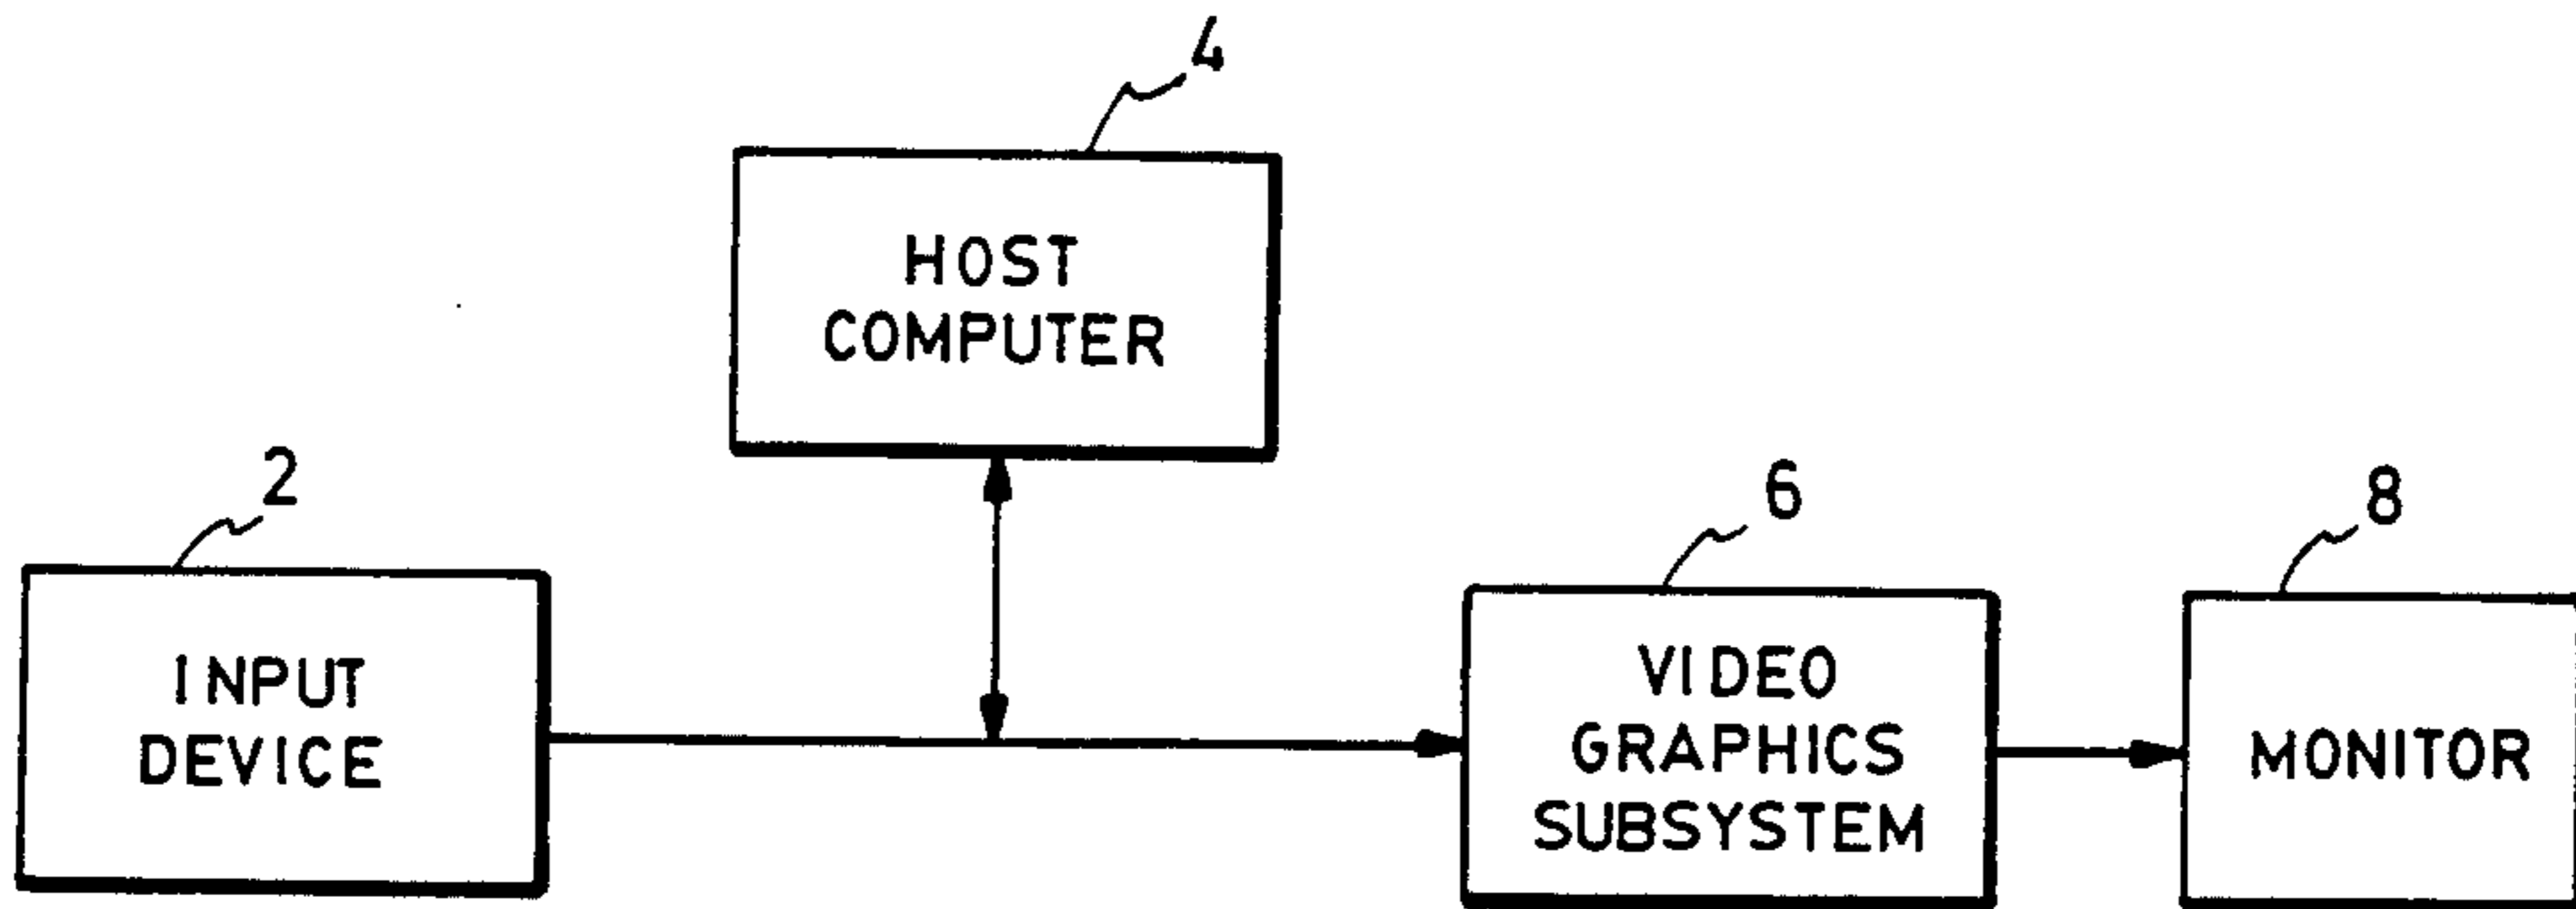 4
HOST
COMPUTER
2
INPUT
DEVICE
6
VIDEO
GRAPHICS
SUBSYSTEM
8
MONITOR